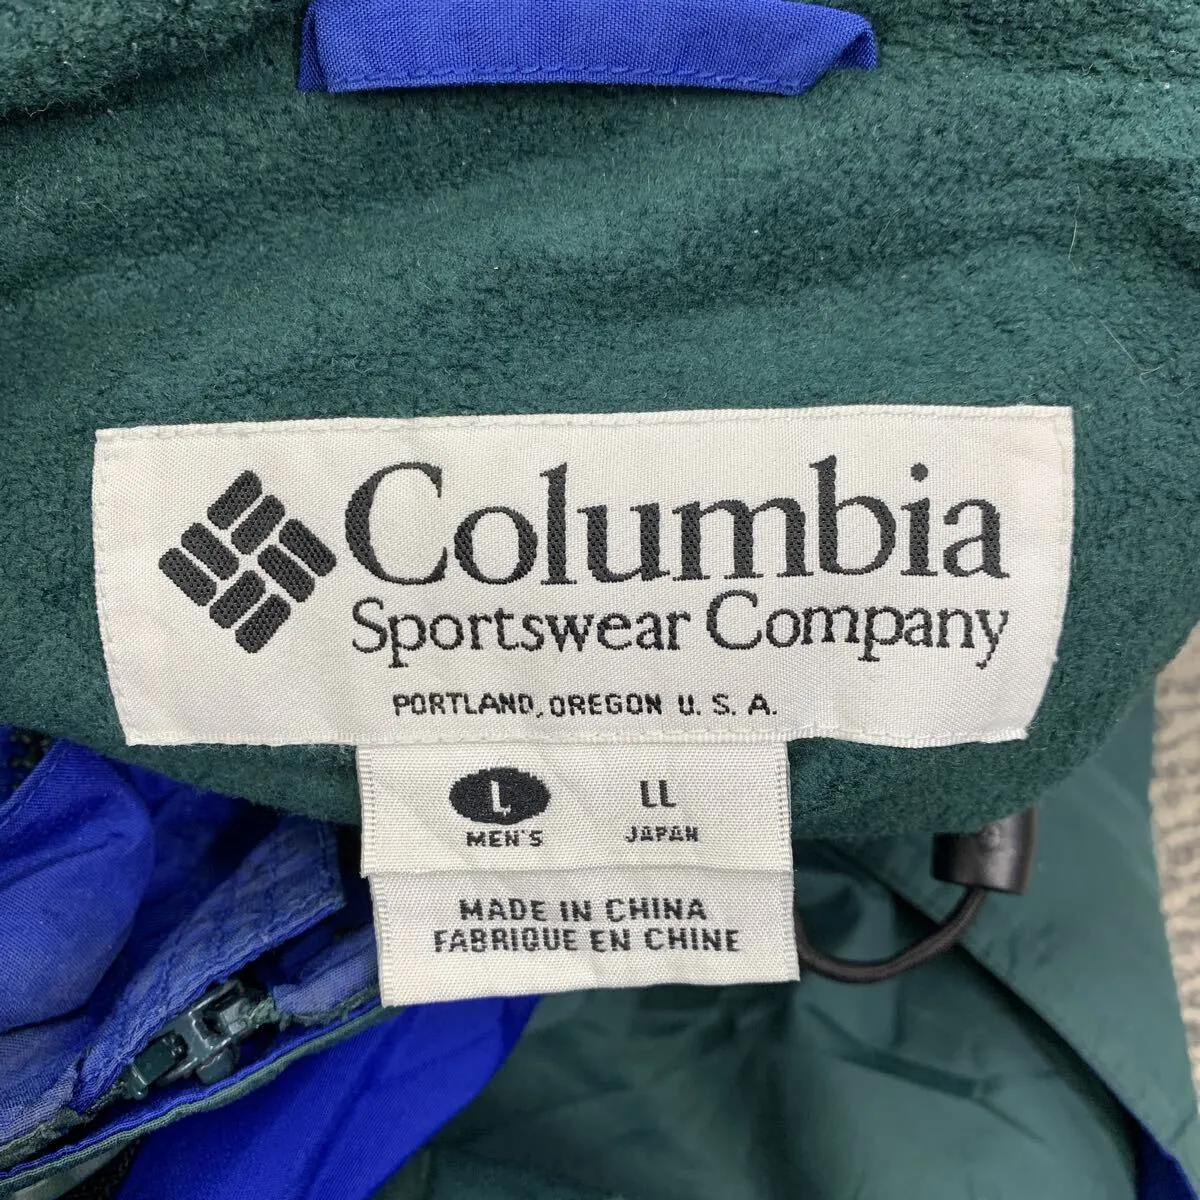 Columbia
Sportswear Company
PORTLAND, OREGON U. S. A.
L LL
MEN'S JAPAN
MADE IN CHINA
FABRIQUE EN CHINE